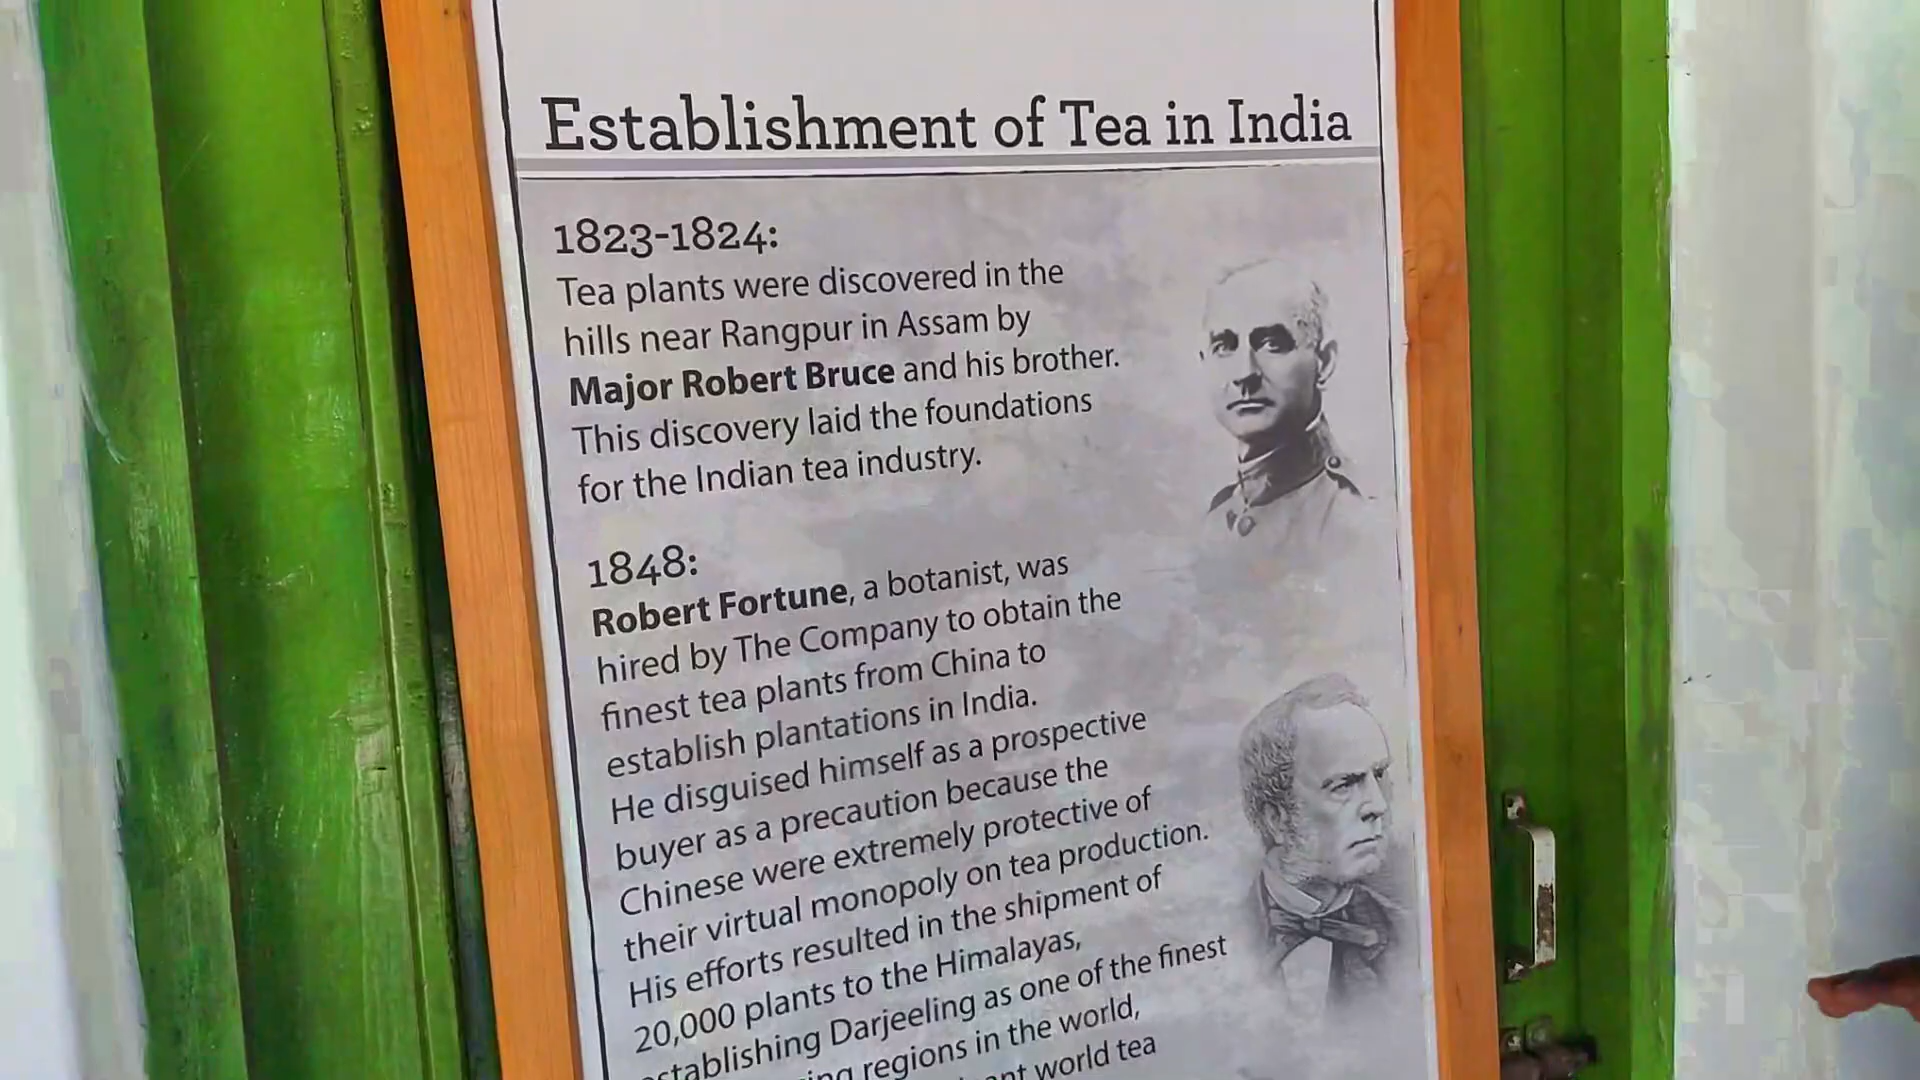 Establishment of Tea in India
1823-1824:
Tea plants were discovered in the
hills near Rangpur in Assam by
Major Robert Bruce and his brother.
This discovery laid the foundations
for the Indian tea industry.
1848:
Robert Fortune, a botanist, was
hired by The Company to obtain the
finest tea plants from China to
establish plantations in India.
He disguised himself as a prospective
buyer as a precaution because the
Chinese were extremely protective of
their virtual monopoly on tea production.
His efforts resulted in the shipment of
20,000 plants to the Himalayas,
establishing Darjeeling as one of the finest
regions in the world,
world tea